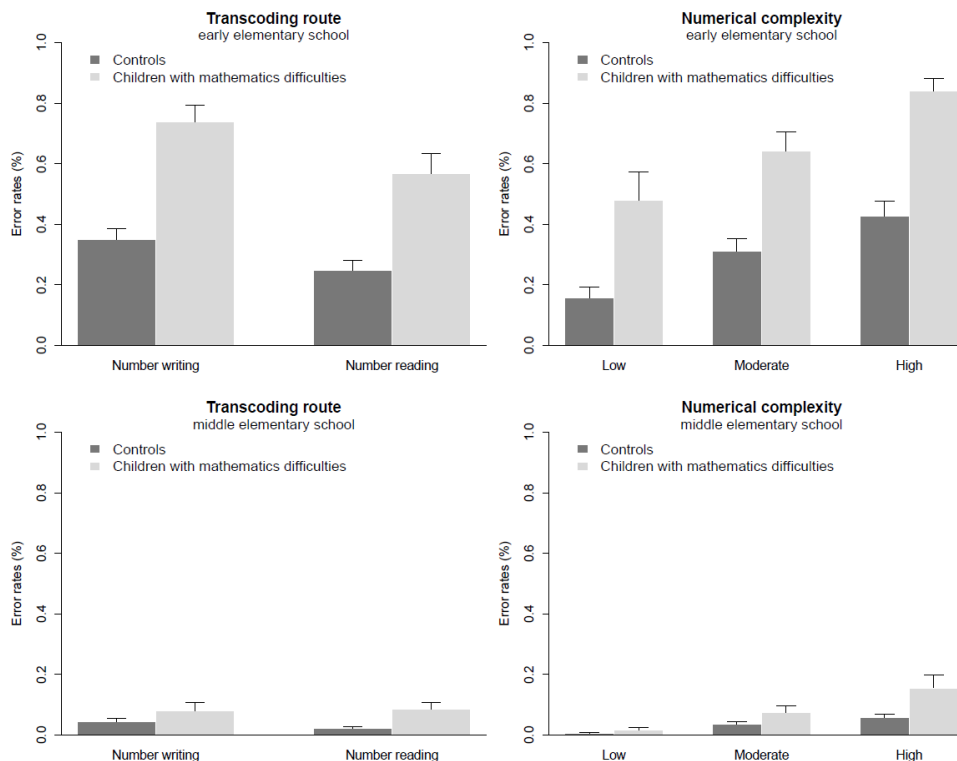 Transcoding route
early elementary school
Controls
Children with mathematics difficulties
Error rates (%)
1.0
0.8
0.6
0.4
0.2
0.0
Number writing
Number reading
Numerical complexity
early elementary school
Controls
Children with mathematics difficulties
Error rates (%)
1.0
0.8
0.6
0.4
0.2
0.0
Low
Moderate
High
Transcoding route
middle elementary school
Controls
Children with mathematics difficulties
Error rates (%)
1.0
0.8
0.6
0.4
0.2
0.0
Number writing
Number reading
Numerical complexity
middle elementary school
Controls
Children with mathematics difficulties
Error rates (%)
1.0
0.8
0.6
0.4
0.2
0.0
Low
Moderate
High